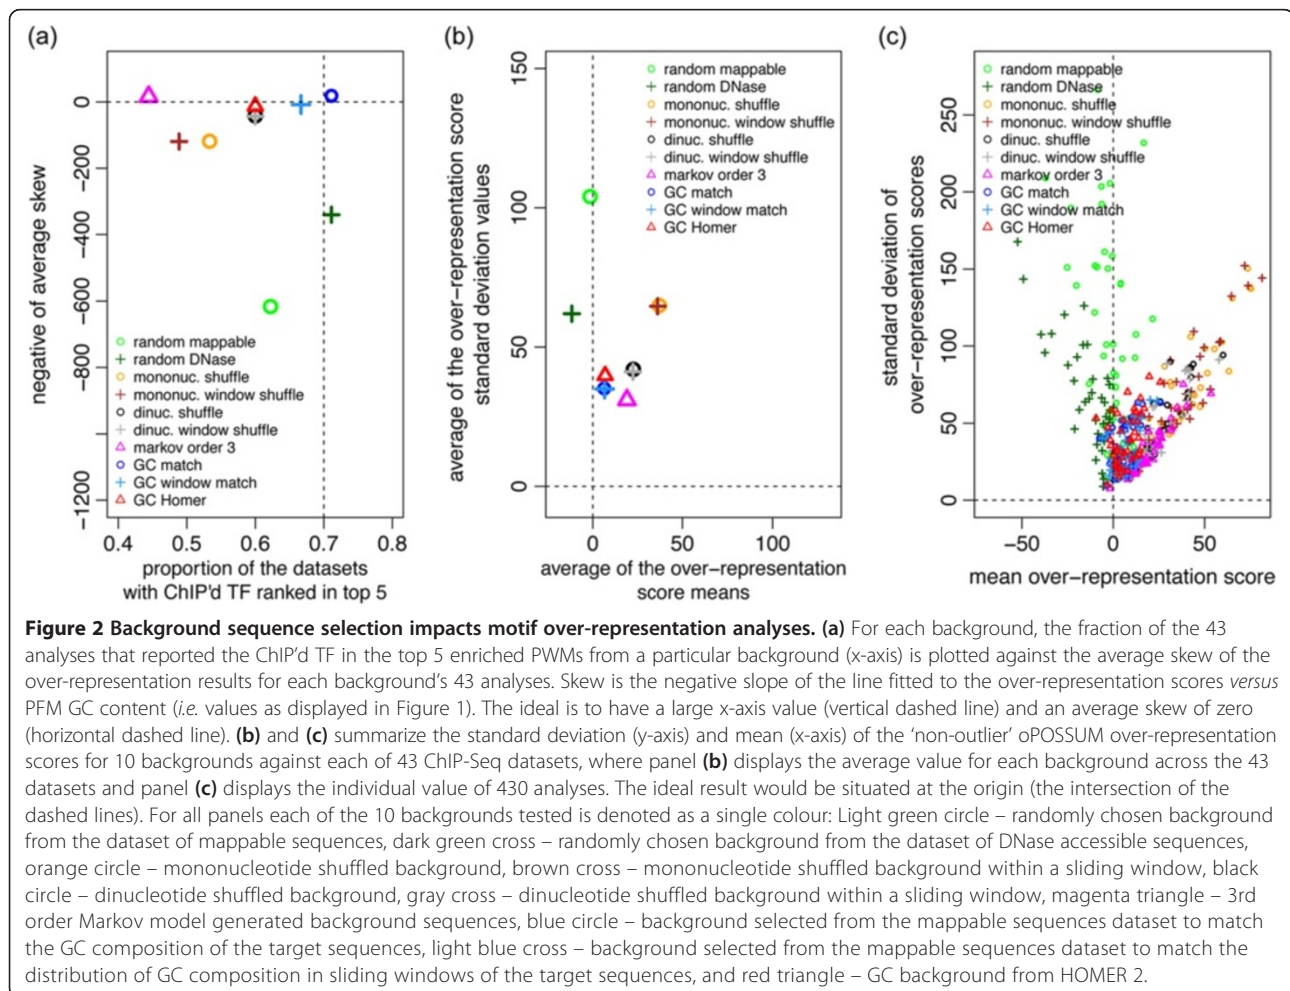 (a)
negative of average skew
0
−200
−400
−600
−800
−1200
random mappable
random DNase
mononuc. shuffle
mononuc. window shuffle
dinuc. shuffle
dinuc. window shuffle
markov order 3
GC match
GC window match
GC Homer
0.4 0.5 0.6 0.7 0.8
proportion of the datasets
with ChIP'd TF ranked in top 5
(b)
average of the over−representation score
standard deviation values
150
100
50
0
random mappable
random DNase
mononuc. shuffle
mononuc. window shuffle
dinuc. shuffle
dinuc. window shuffle
markov order 3
GC match
GC window match
GC Homer
0 50 100
average of the over−representation
score means
(c)
standard deviation of
over−representation scores
250
200
150
100
50
0
random mappable
random DNase
mononuc. shuffle
mononuc. window shuffle
dinuc. shuffle
dinuc. window shuffle
markov order 3
GC match
GC window match
GC Homer
−50 0 50
mean over−representation score
Figure 2 Background sequence selection impacts motif over-representation analyses. (a) For each background, the fraction of the 43
analyses that reported the ChIP'd TF in the top 5 enriched PWMs from a particular background (x-axis) is plotted against the average skew of the
over-representation results for each background's 43 analyses. Skew is the negative slope of the line fitted to the over-representation scores versus
PFM GC content (i.e. values as displayed in Figure 1). The ideal is to have a large x-axis value (vertical dashed line) and an average skew of zero
(horizontal dashed line). (b) and (c) summarize the standard deviation (y-axis) and mean (x-axis) of the 'non-outlier' oPOSSUM over-representation
scores for 10 backgrounds against each of 43 ChIP-Seq datasets, where panel (b) displays the average value for each background across the 43
datasets and panel (c) displays the individual value of 430 analyses. The ideal result would be situated at the origin (the intersection of the
dashed lines). For all panels each of the 10 backgrounds tested is denoted as a single colour: Light green circle – randomly chosen background
from the dataset of mappable sequences, dark green cross – randomly chosen background from the dataset of DNase accessible sequences,
orange circle – mononucleotide shuffled background, brown cross – mononucleotide shuffled background within a sliding window, black
circle – dinucleotide shuffled background, gray cross – dinucleotide shuffled background within a sliding window, magenta triangle – 3rd
order Markov model generated background sequences, blue circle – background selected from the mappable sequences dataset to match
the GC composition of the target sequences, light blue cross – background selected from the mappable sequences dataset to match the
distribution of GC composition in sliding windows of the target sequences, and red triangle – GC background from HOMER 2.